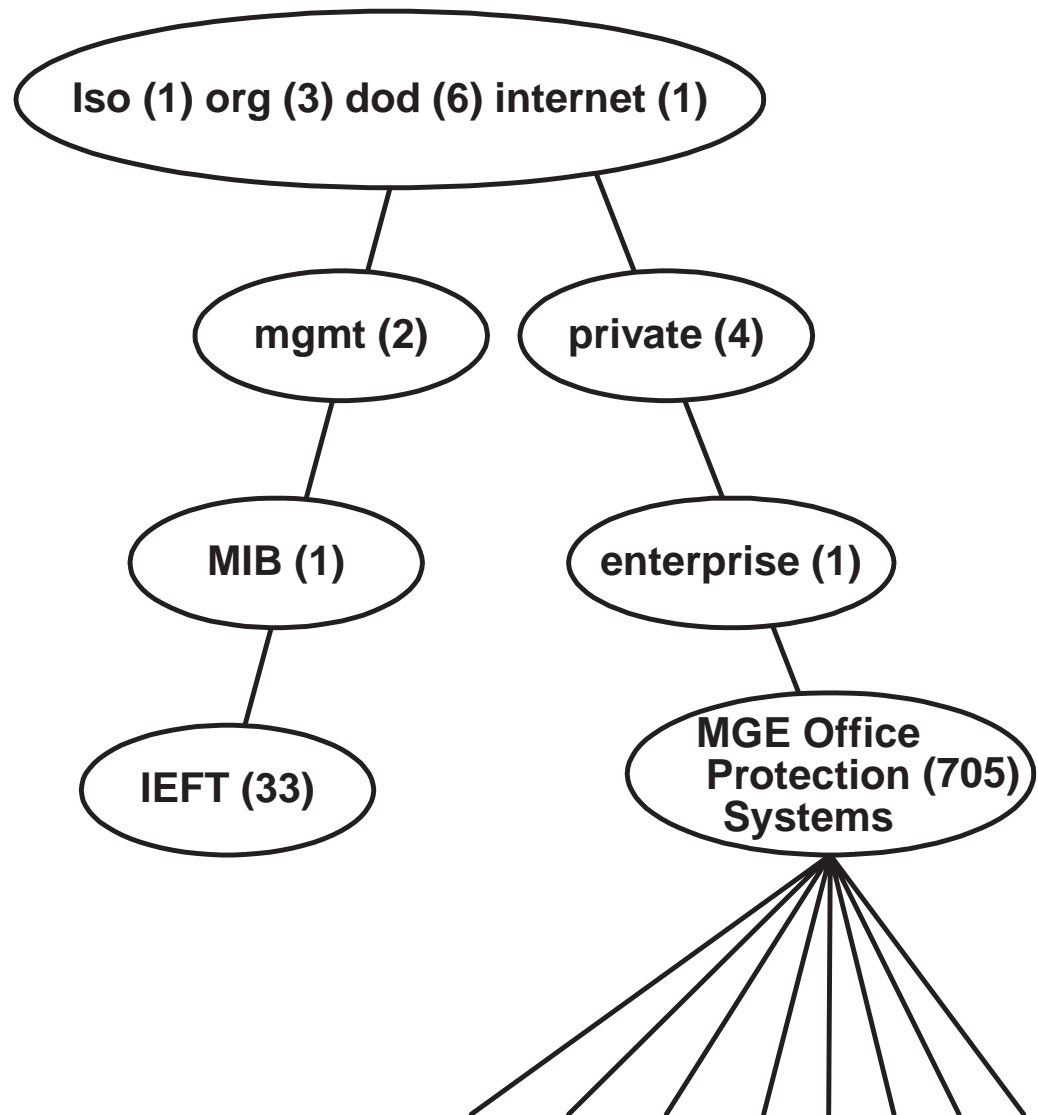 Iso (1) org (3) dod (6) internet (1)
mgmt (2)
private (4)
MIB (1)
enterprise (1)
IEFT (33)
MGE Office
Protection (705)
Systems